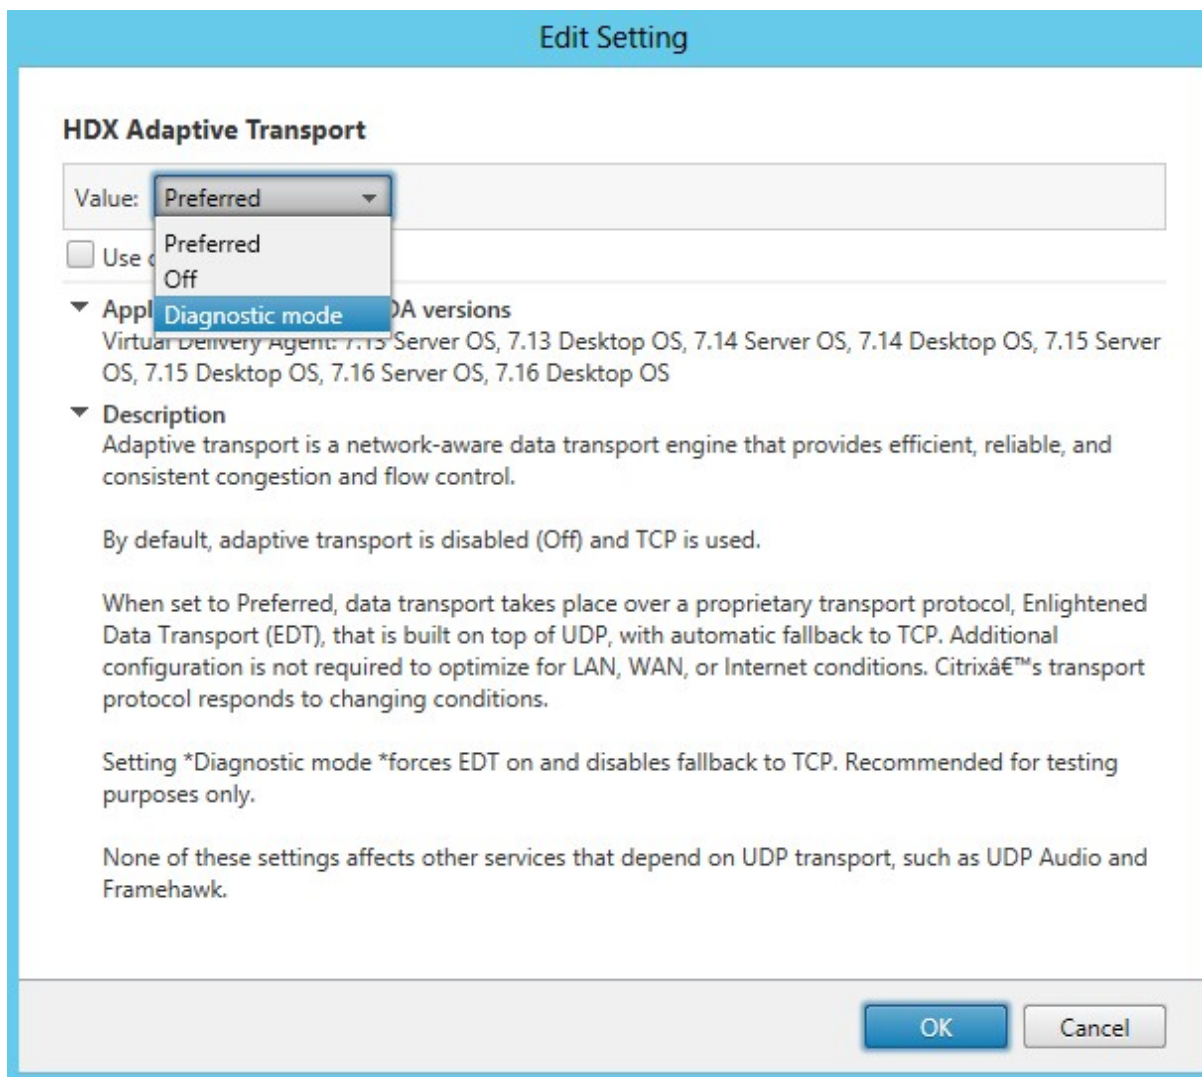 Edit Setting
HDX Adaptive Transport
Value: Preferred
Preferred
Use
Off
Diagnostic mode
versions
Virtual Delivery Agent: 7.13 Server OS, 7.13 Desktop OS, 7.14 Server OS, 7.14 Desktop OS, 7.15 Server
OS, 7.15 Desktop OS, 7.16 Server OS, 7.16 Desktop OS
Description
Adaptive transport is a network-aware data transport engine that provides efficient, reliable, and
consistent congestion and flow control.
By default, adaptive transport is disabled (Off) and TCP is used.
When set to Preferred, data transport takes place over a proprietary transport protocol, Enlightened
Data Transport (EDT), that is built on top of UDP, with automatic fallback to TCP. Additional
configuration is not required to optimize for LAN, WAN, or Internet conditions. Citrixâ€™s transport
protocol responds to changing conditions.
Setting *Diagnostic mode *forces EDT on and disables fallback to TCP. Recommended for testing
purposes only.
None of these settings affects other services that depend on UDP transport, such as UDP Audio and
Framehawk.
OK Cancel